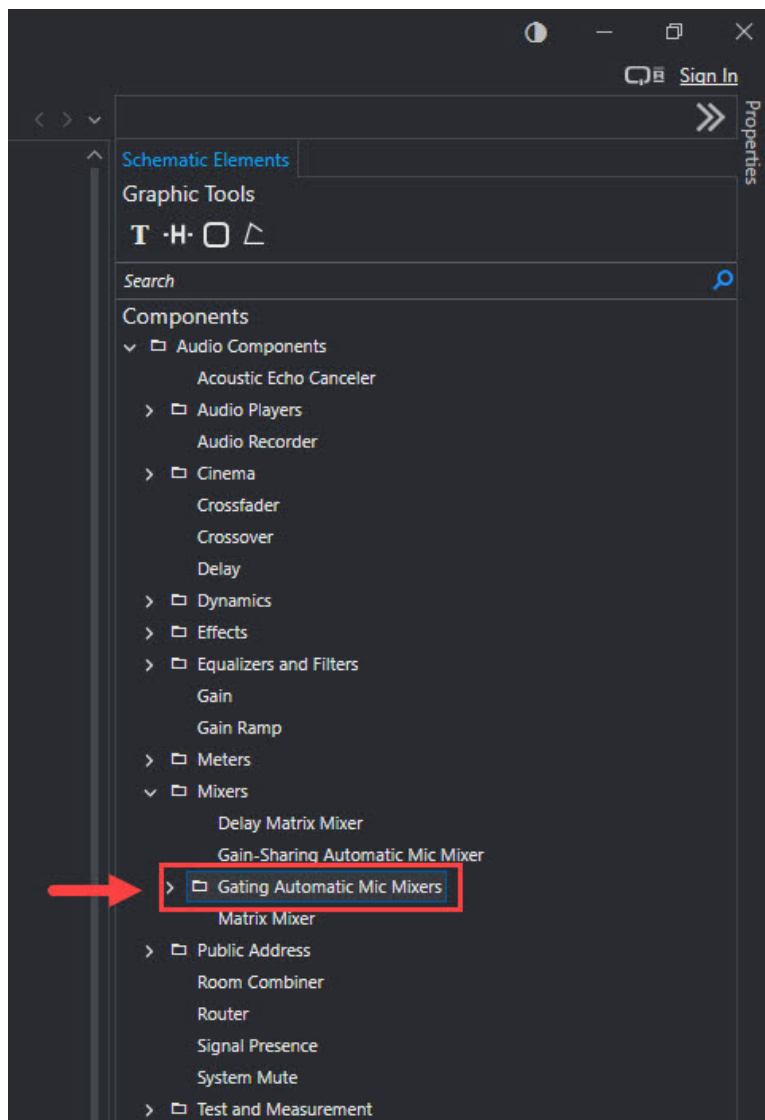 Sign In
Properties
Schematic Elements
Graphic Tools
T
Search
Components
Audio Components
Acoustic Echo Canceler
Audio Players
Audio Recorder
Cinema
Crossfader
Crossover
Delay
Dynamics
Effects
Equalizers and Filters
Gain
Gain Ramp
Meters
Mixers
Delay Matrix Mixer
Gain-Sharing Automatic Mic Mixer
Gating Automatic Mic Mixers
Matrix Mixer
Public Address
Room Combiner
Router
Signal Presence
System Mute
Test and Measurement